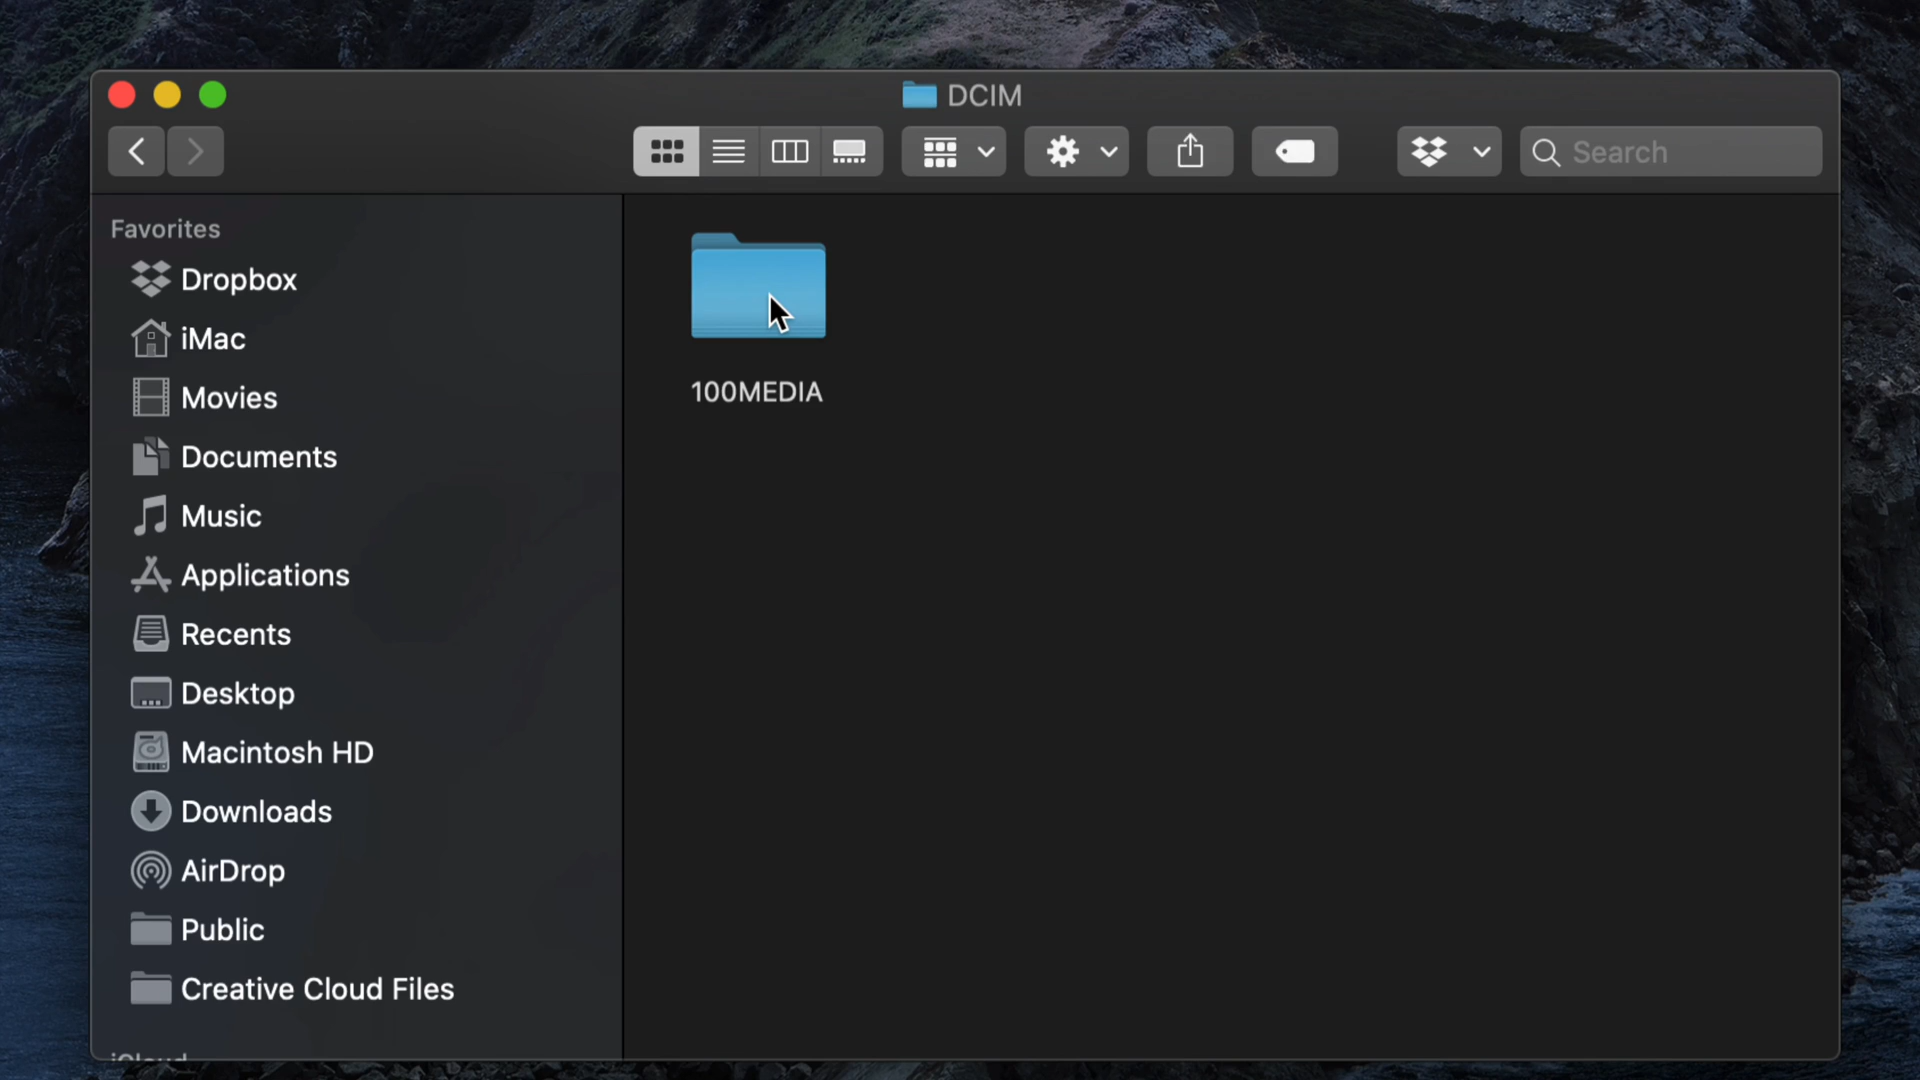 DCIM
Search
Favorites
Dropbox
iMac
Movies
Documents
Music
Applications
Recents
Desktop
Macintosh HD
Downloads
AirDrop
Public
Creative Cloud Files
iCloud
100MEDIA